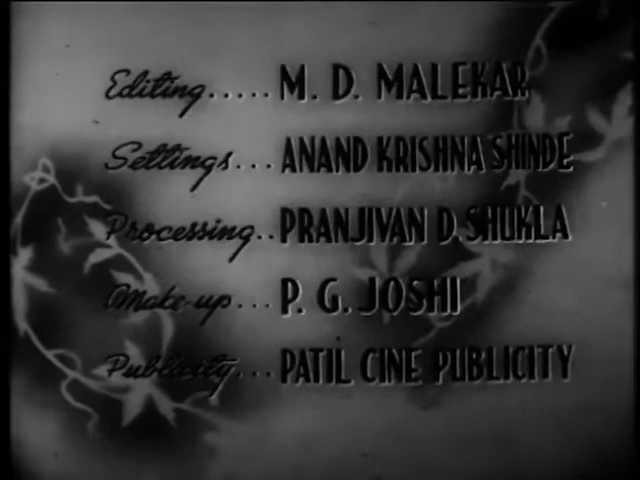 Editing..... M. D. MALEKAR
Settings... ANAND KRISHNA SHINDE
Processing.. PRANJIVAN D. SHUKLA
Make-up... P. G. JOSHI
Publicity... PATIL CINE PUBLICITY